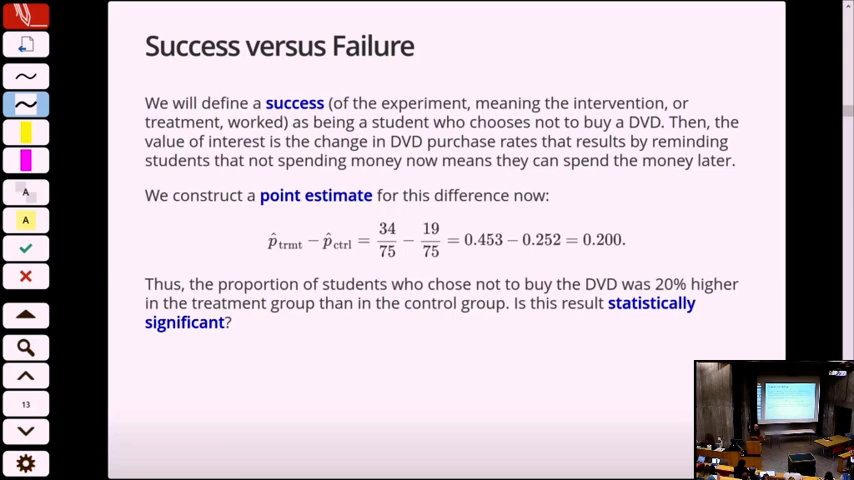 Success versus Failure
We will define a success (of the experiment, meaning the intervention, or
treatment, worked) as being a student who chooses not to buy a DVD. Then, the
value of interest is the change in DVD purchase rates that results by reminding
students that not spending money now means they can spend the money later.
We construct a point estimate for this difference now:
p̂ trmt − p̂ ctrl = 34/75 − 19/75 = 0.453 − 0.252 = 0.200.
Thus, the proportion of students who chose not to buy the DVD was 20% higher
in the treatment group than in the control group. Is this result statistically
significant?
A
A
13